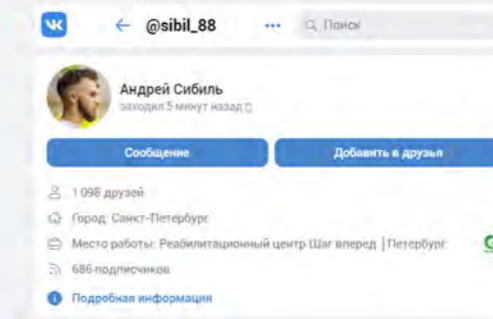 @sibil_88 ••• Поиск
Андрей Сибиль
заходил 5 минут назад
Сообщение Добавить в друзья
1 098 друзей
Город: Санкт-Петербург
Место работы: Реабилитационный центр Шаг вперед | Петербург
686 подписчиков
Подробная информация